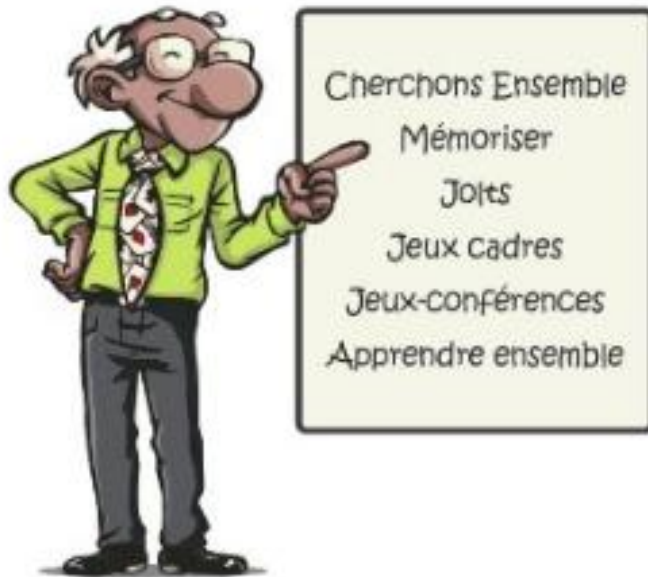 Cherchons Ensemble
Mémoriser
Jolts
Jeux cadres
Jeux-conférences
Apprendre ensemble